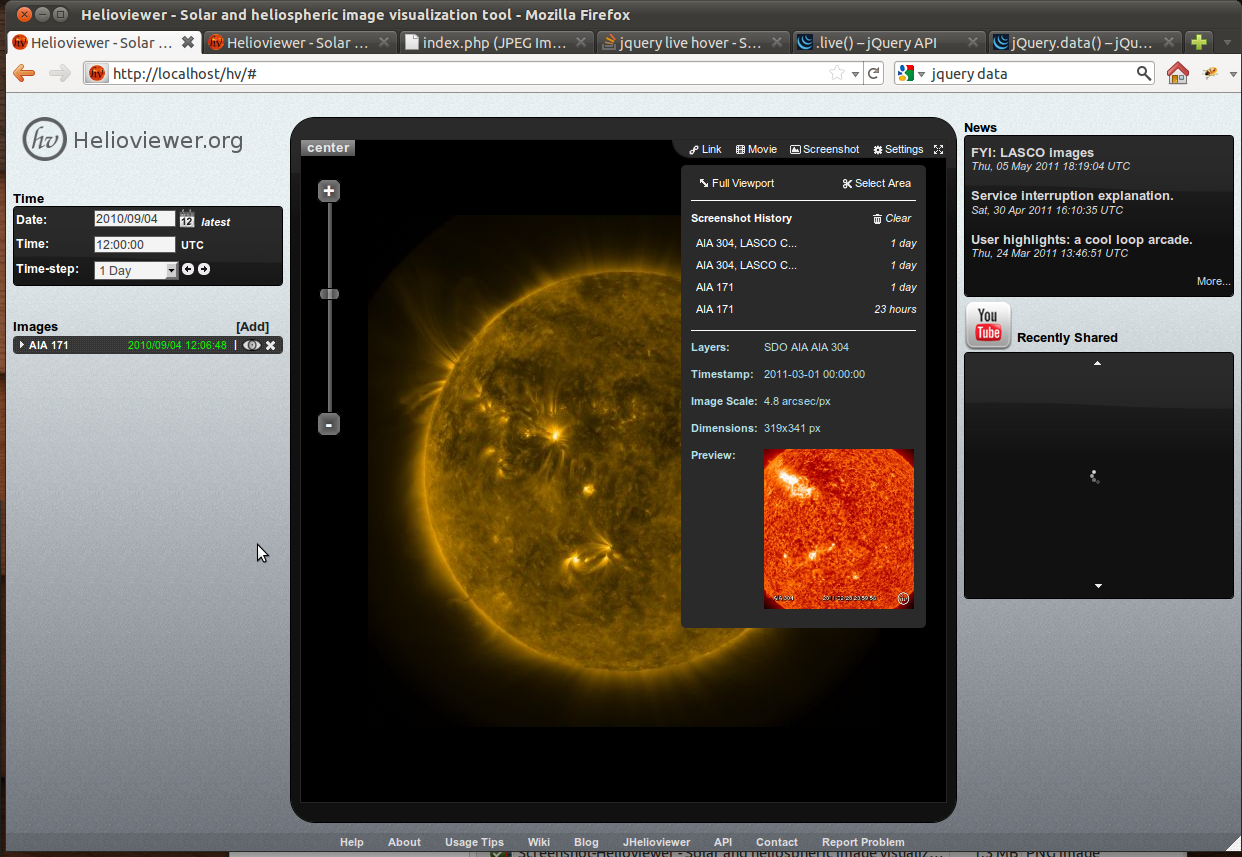 Helioviewer - Solar and heliospheric image visualization tool - Mozilla Firefox
Helioviewer - Solar ...
Helioviewer - Solar ...
index.php (JPEG Im...
jquery live hover - S...
.live() – jQuery API
jQuery.data() – jQu...
http://localhost/hv/#
jquery data
hv Helioviewer.org
Time
Date: 2010/09/04 12 latest
Time: 12:00:00 UTC
Time-step: 1 Day
Images [Add]
AIA 171 2010/09/04 12:06:48
center
Link Movie Screenshot Settings
+
-
Full Viewport Select Area
Screenshot History Clear
AIA 304, LASCO C... 1 day
AIA 304, LASCO C... 1 day
AIA 171 1 day
AIA 171 23 hours
Layers: SDO AIA AIA 304
Timestamp: 2011-03-01 00:00:00
Image Scale: 4.8 arcsec/px
Dimensions: 319x341 px
Preview:
AIA 304
News
FYI: LASCO images
Thu, 05 May 2011 18:19:04 UTC
Service interruption explanation.
Sat, 30 Apr 2011 16:10:35 UTC
User highlights: a cool loop arcade.
Thu, 24 Mar 2011 13:46:51 UTC
More...
You
Tube
Recently Shared
Help About Usage Tips Wiki Blog JHelioviewer API Contact Report Problem